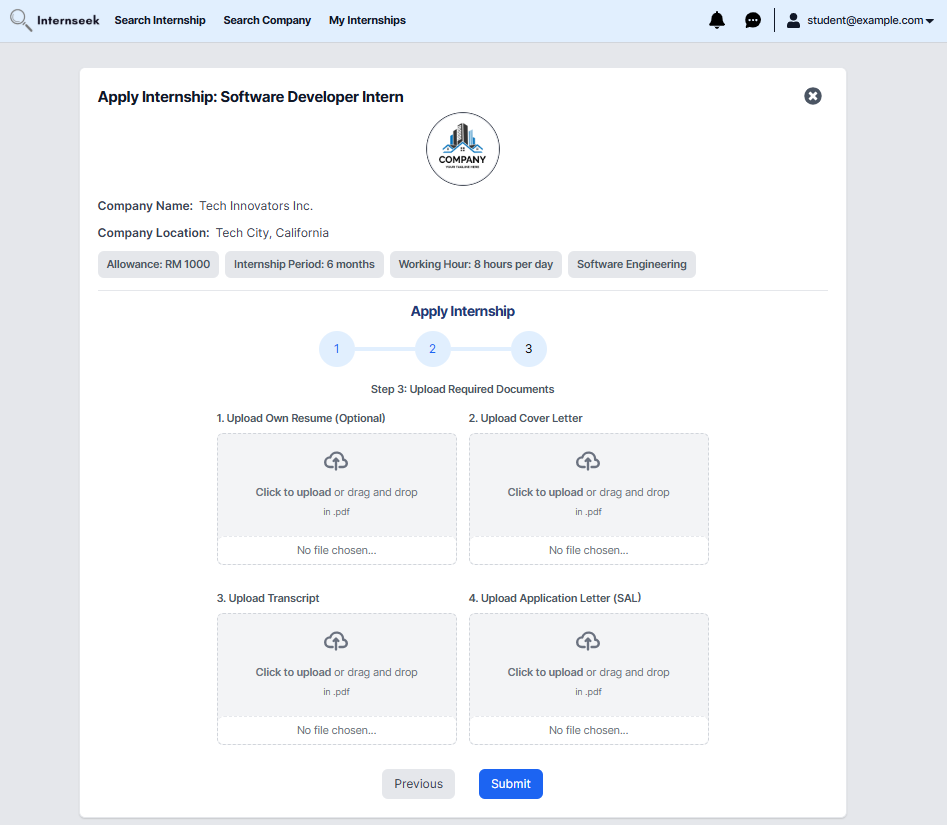 Internseek Search Internship Search Company My Internships student@example.com
Apply Internship: Software Developer Intern
COMPANY
YOUR TAGLINE HERE
Company Name: Tech Innovators Inc.
Company Location: Tech City, California
Allowance: RM 1000 Internship Period: 6 months Working Hour: 8 hours per day Software Engineering
Apply Internship
1 2 3
Step 3: Upload Required Documents
1. Upload Own Resume (Optional) 2. Upload Cover Letter
Click to upload or drag and drop Click to upload or drag and drop
in .pdf in .pdf
No file chosen... No file chosen...
3. Upload Transcript 4. Upload Application Letter (SAL)
Click to upload or drag and drop Click to upload or drag and drop
in .pdf in .pdf
No file chosen... No file chosen...
Previous Submit